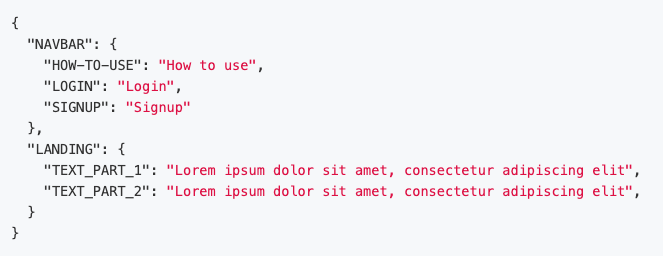 {
  "NAVBAR": {
    "HOW-TO-USE": "How to use",
    "LOGIN": "Login",
    "SIGNUP": "Signup"
  },
  "LANDING": {
    "TEXT_PART_1": "Lorem ipsum dolor sit amet, consectetur adipiscing elit",
    "TEXT_PART_2": "Lorem ipsum dolor sit amet, consectetur adipiscing elit",
  }
}